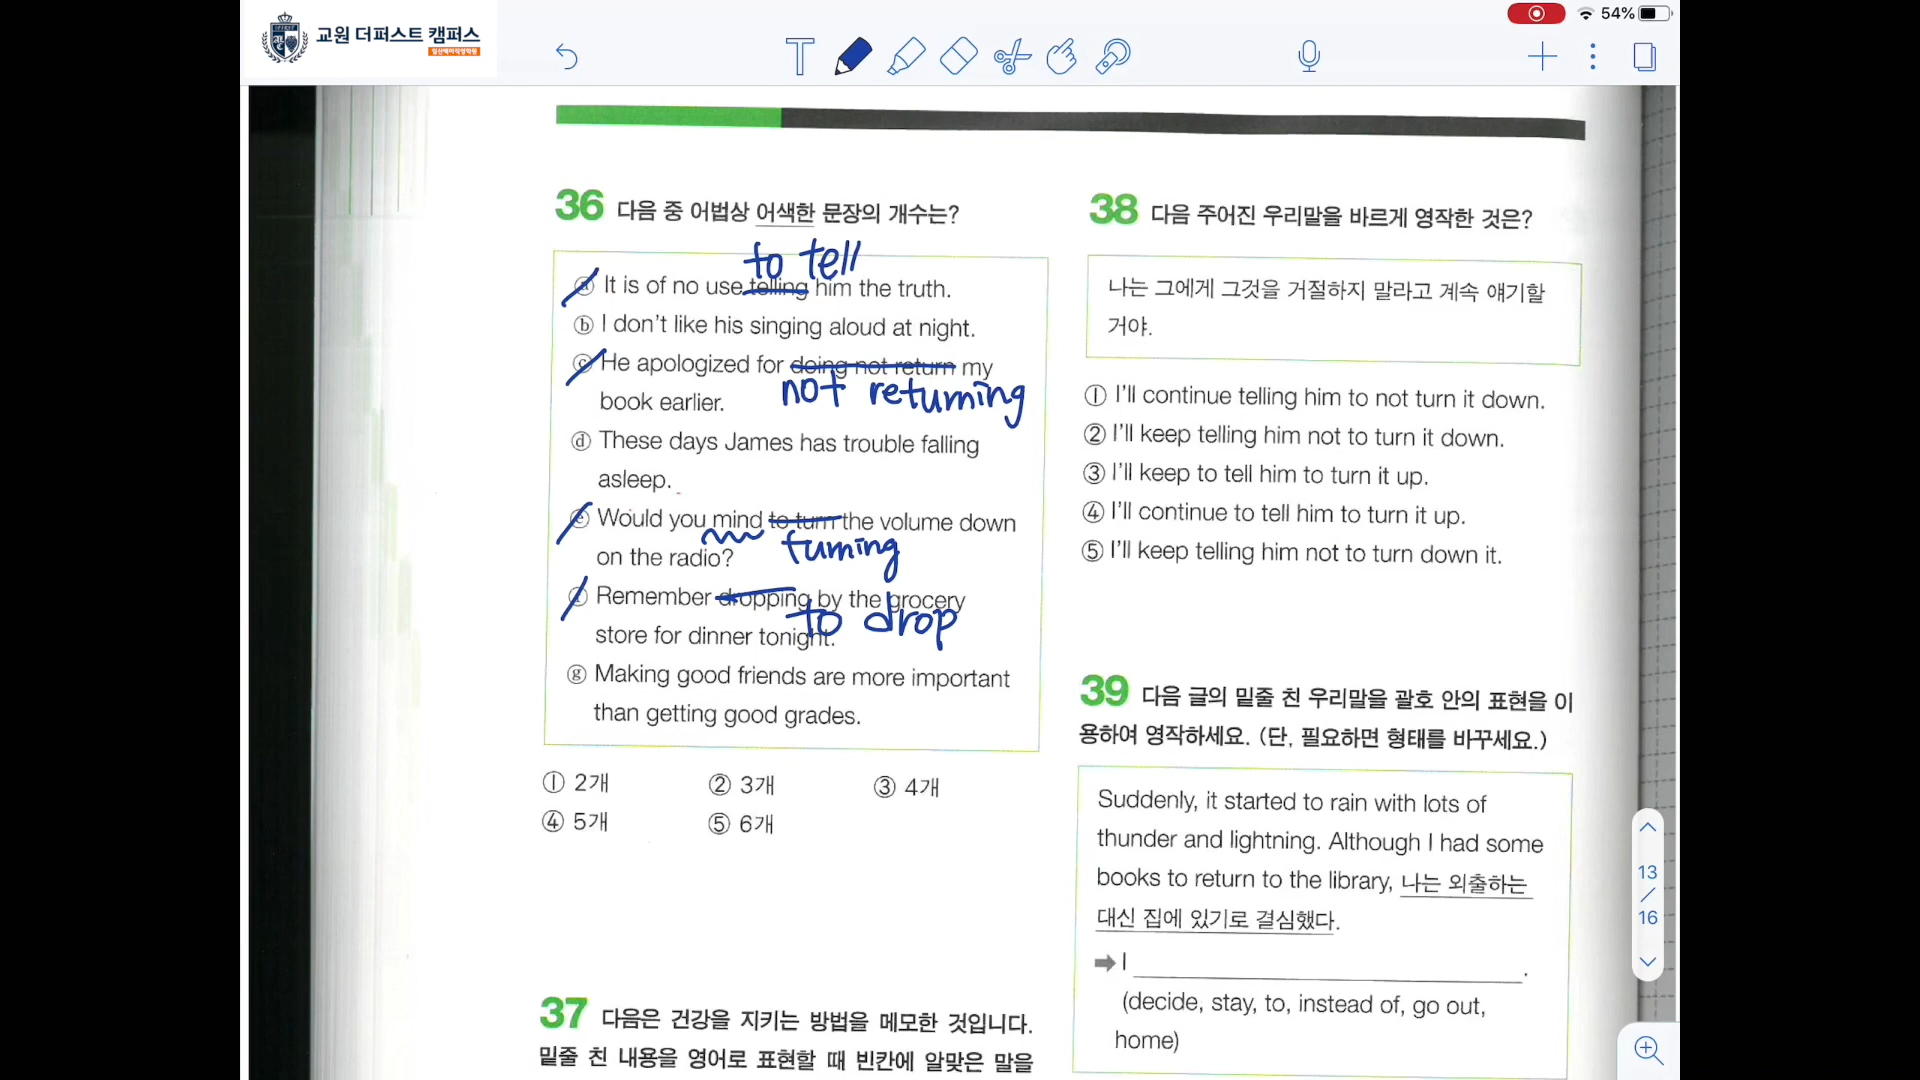 교원 더퍼스트 캠퍼스
54%
T
36 다음 중 어법상 어색한 문장의 개수는?
to tell
ⓐ It is of no use telling him the truth.
ⓑ I don't like his singing aloud at night.
ⓒ He apologized for doing not return my
not returning
book earlier.
ⓓ These days James has trouble falling
asleep.
ⓔ Would you mind to turn the volume down
turning
on the radio?
ⓕ Remember dropping by the grocery
to drop
store for dinner tonight.
ⓖ Making good friends are more important
than getting good grades.
① 2개 ② 3개 ③ 4개
④ 5개 ⑤ 6개
37 다음은 건강을 지키는 방법을 메모한 것입니다.
밑줄 친 내용을 영어로 표현할 때 빈칸에 알맞은 말을
38 다음 주어진 우리말을 바르게 영작한 것은?
나는 그에게 그것을 거절하지 말라고 계속 얘기할
거야.
① I'll continue telling him to not turn it down.
② I'll keep telling him not to turn it down.
③ I'll keep to tell him to turn it up.
④ I'll continue to tell him to turn it up.
⑤ I'll keep telling him not to turn down it.
39 다음 글의 밑줄 친 우리말을 괄호 안의 표현을 이
용하여 영작하세요. (단, 필요하면 형태를 바꾸세요.)
Suddenly, it started to rain with lots of
thunder and lightning. Although I had some
books to return to the library, 나는 외출하는
대신 집에 있기로 결심했다.
➡ I .
(decide, stay, to, instead of, go out,
home)
13
/
16